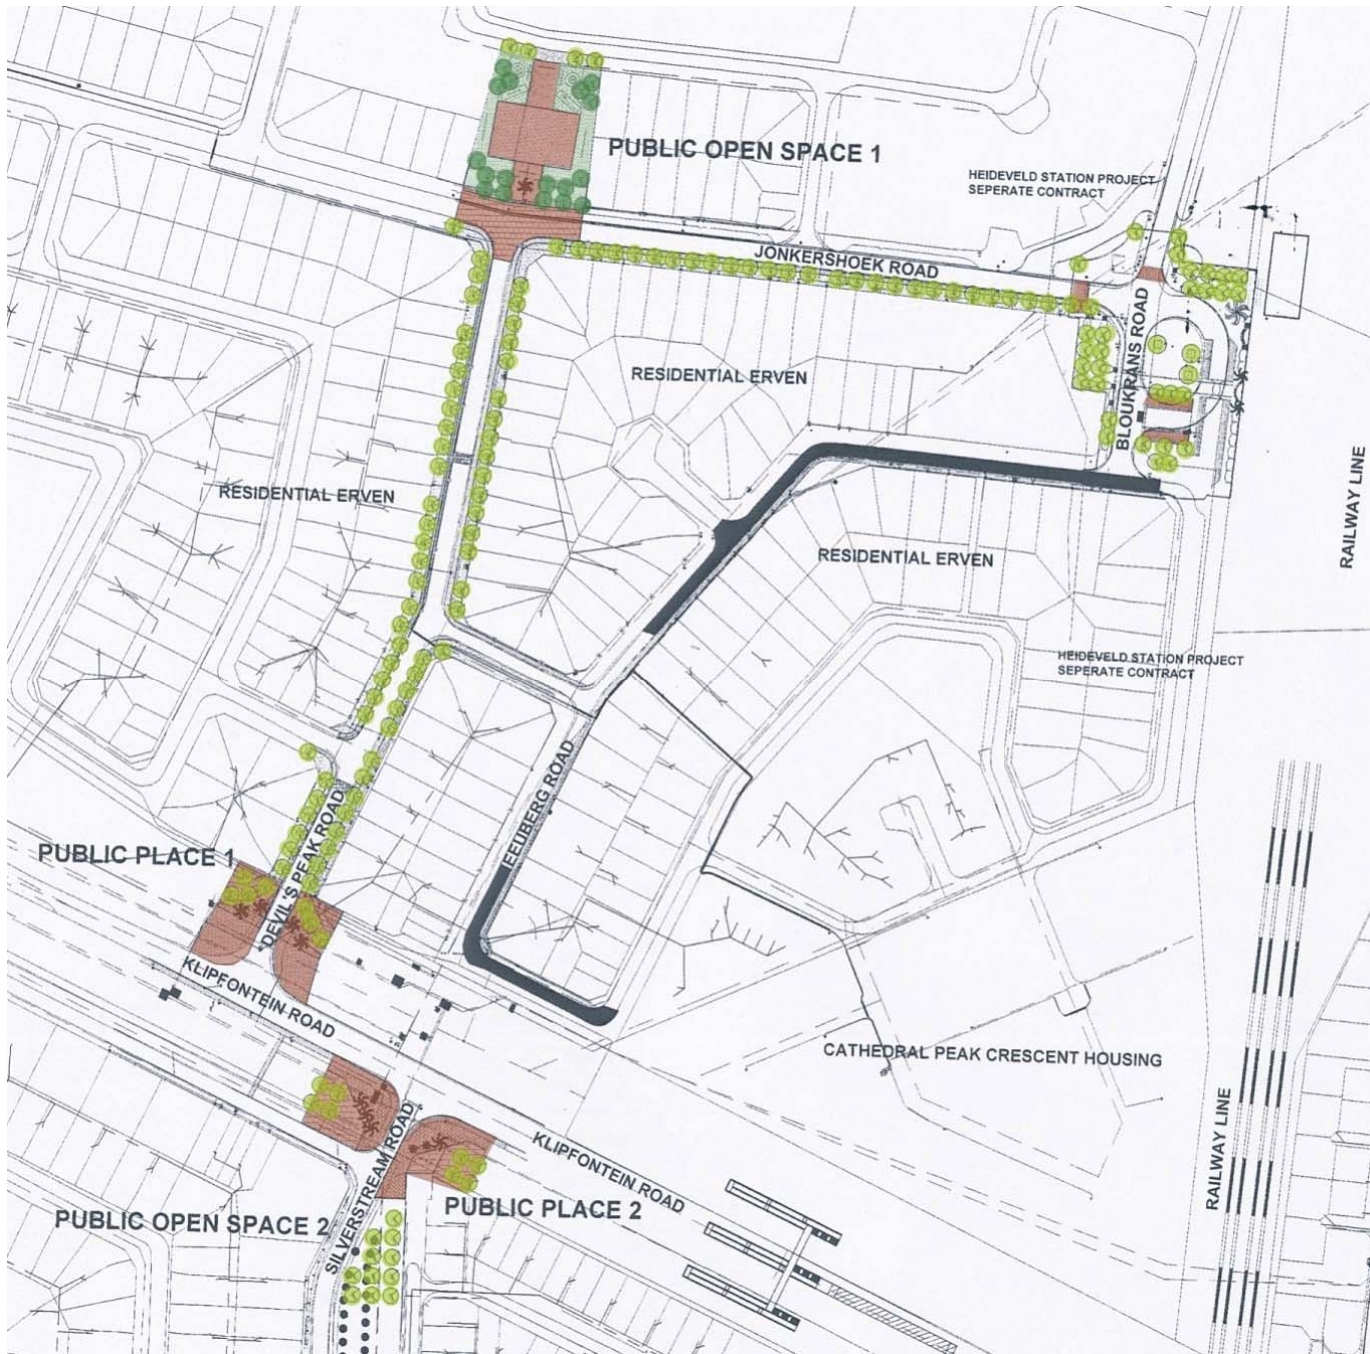 PUBLIC OPEN SPACE 1
HEIDEVELD STATION PROJECT
SEPERATE CONTRACT
JONKERSHOEK ROAD
BLOUKRANS ROAD
RESIDENTIAL ERVEN
RESIDENTIAL ERVEN
RAILWAY LINE
RESIDENTIAL ERVEN
HEIDEVELD STATION PROJECT
SEPERATE CONTRACT
EEUBERG ROAD
PUBLIC PLACE 1
DEVIL'S PEAK ROAD
KLIPFONTEIN ROAD
CATHEDRAL PEAK CRESCENT HOUSING
RAILWAY LINE
SILVERSTREAM ROAD
KLIPFONTEIN ROAD
PUBLIC OPEN SPACE 2
PUBLIC PLACE 2